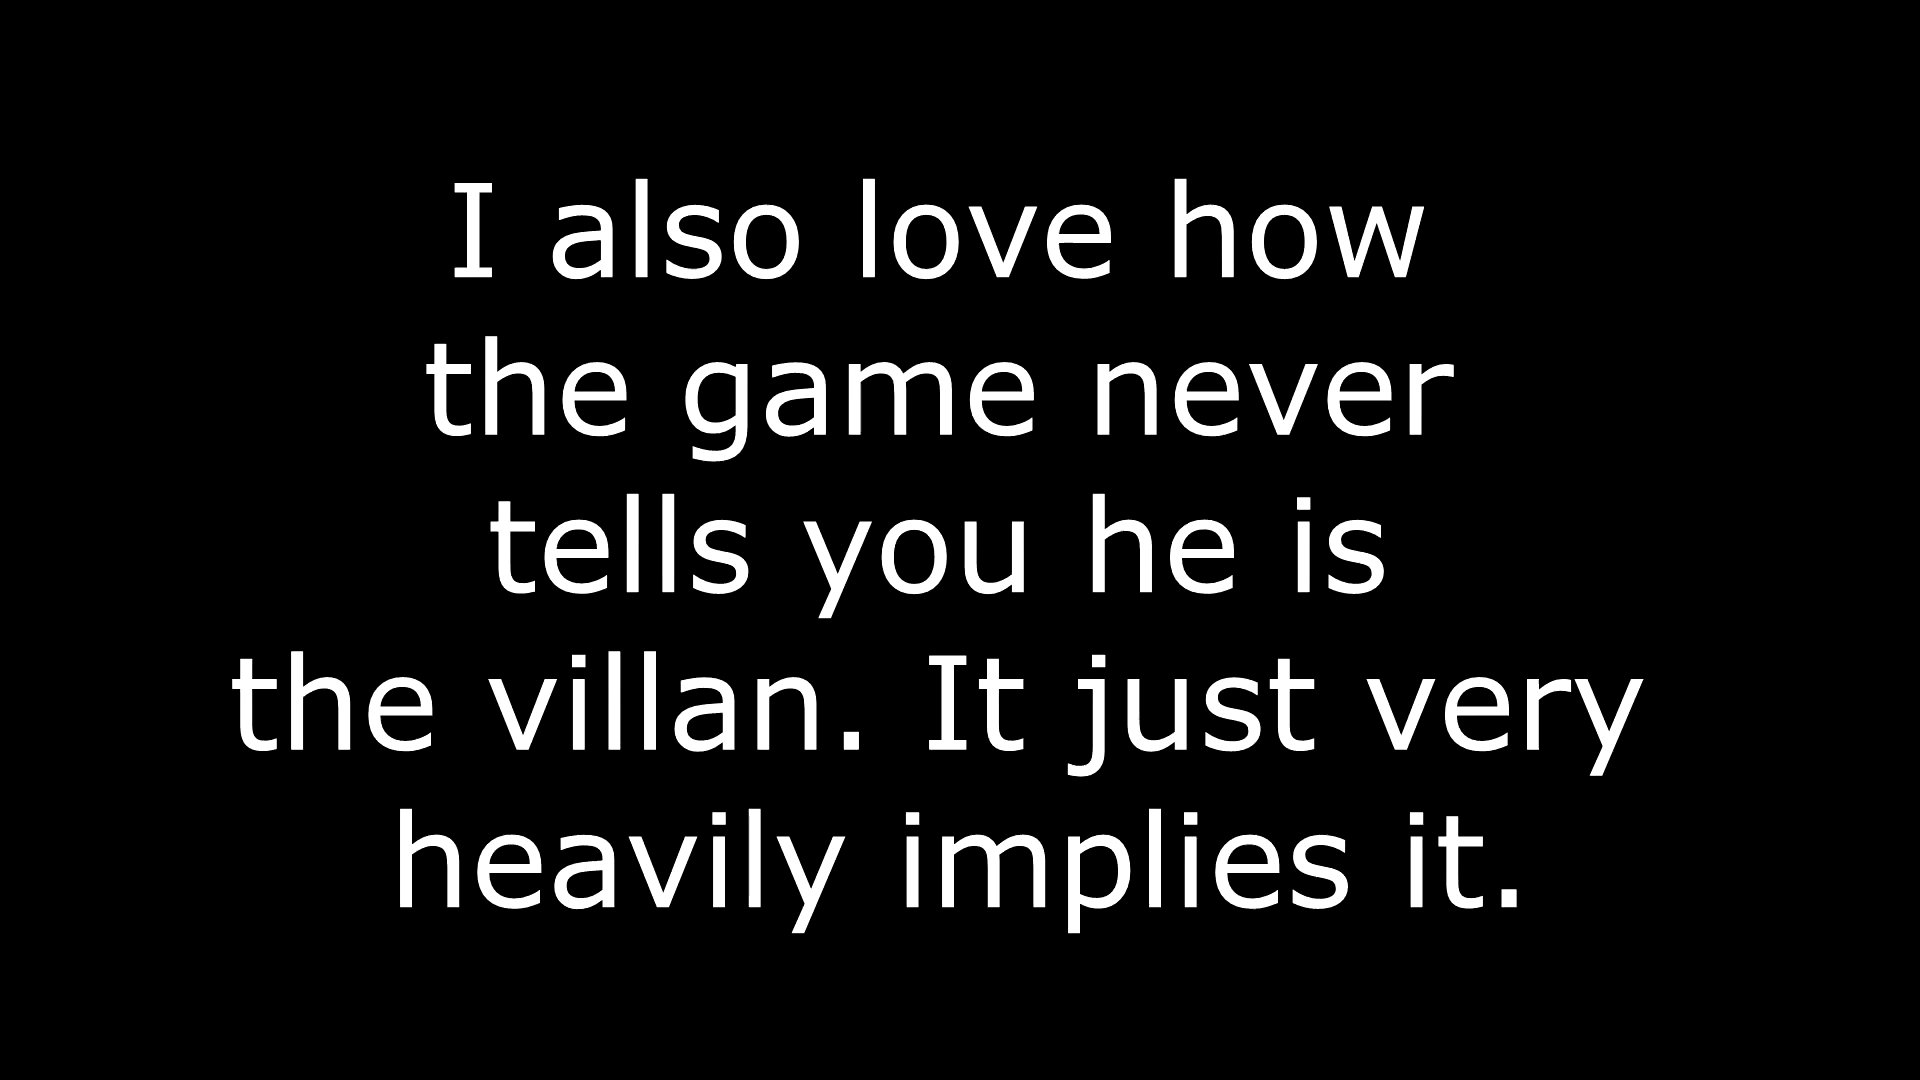 I also love how
the game never
tells you he is
the villan. It just very
heavily implies it.